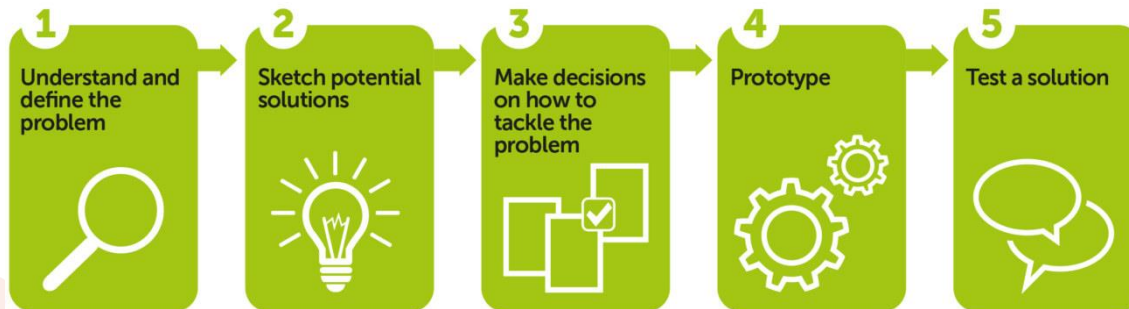 1
Understand and
define the
problem
2
Sketch potential
solutions
3
Make decisions
on how to
tackle the
problem
4
Prototype
5
Test a solution